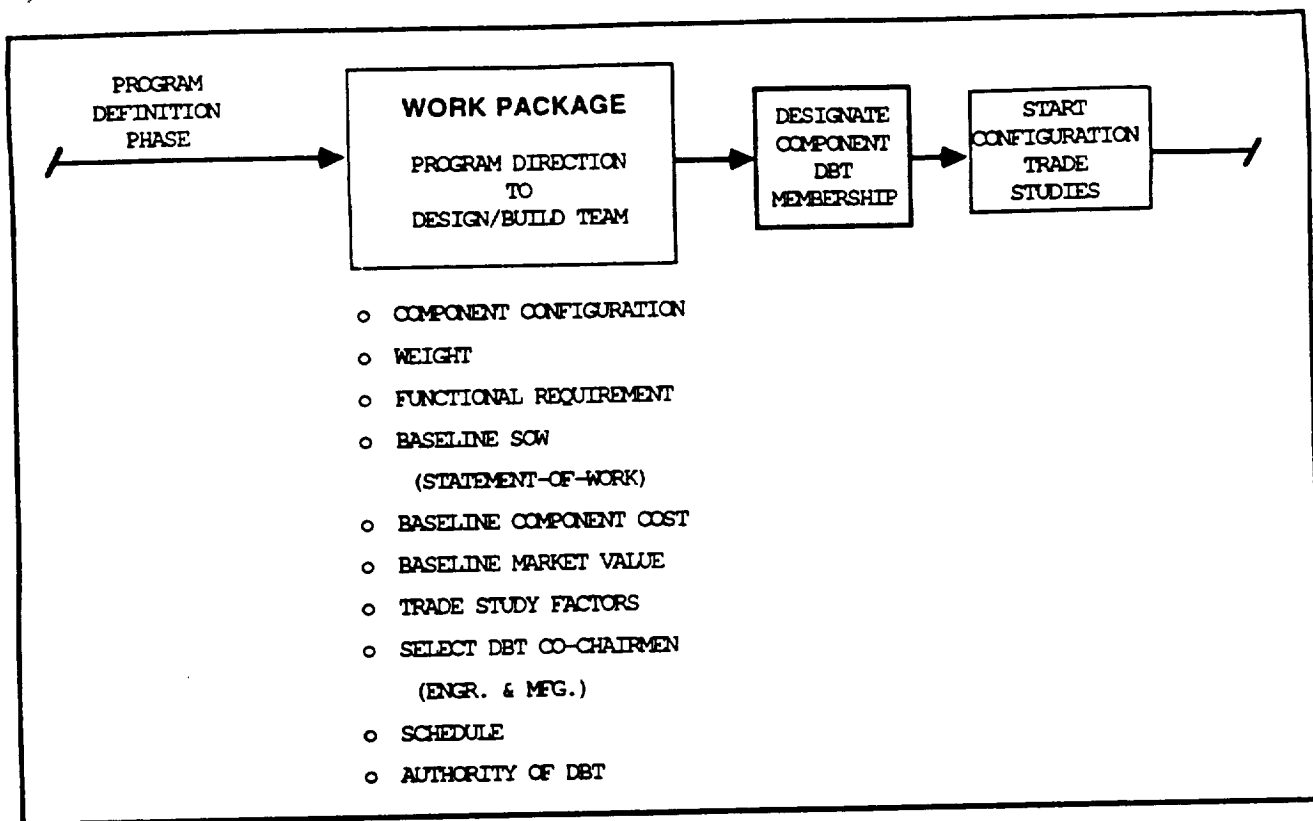 PROGRAM
DEFINITION
PHASE
WORK PACKAGE
PROGRAM DIRECTION
TO
DESIGN/BUILD TEAM
DESIGNATE
COMPONENT
DBT
MEMBERSHIP
START
CONFIGURATION
TRADE
STUDIES
o COMPONENT CONFIGURATION
o WEIGHT
o FUNCTIONAL REQUIREMENT
o BASELINE SOW
(STATEMENT-OF-WORK)
o BASELINE COMPONENT COST
o BASELINE MARKET VALUE
o TRADE STUDY FACTORS
o SELECT DBT CO-CHAIRMEN
(ENGR. & MFG.)
o SCHEDULE
o AUTHORITY OF DBT